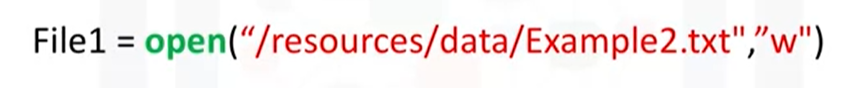 File1 = open(“/resources/data/Example2.txt",”w")